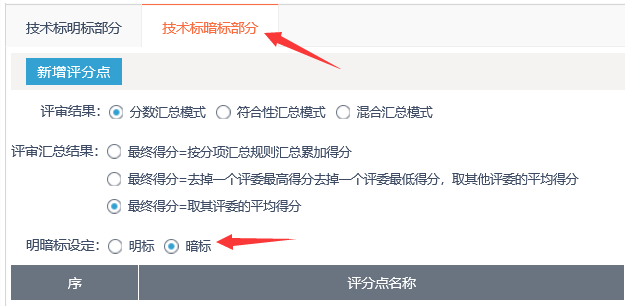 技术标明标部分 技术标暗标部分
新增评分点
评审结果: 分数汇总模式 符合性汇总模式 混合汇总模式
评审汇总结果: 最终得分=按分项汇总规则汇总累加得分
最终得分=去掉一个评委最高得分去掉一个评委最低得分，取其他评委的平均得分
最终得分=取其评委的平均得分
明暗标设定: 明标 暗标
序 评分点名称